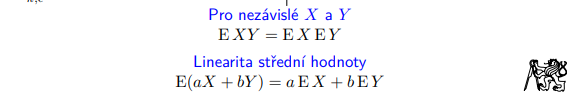 Pro nezávislé X a Y
E XY = E X E Y
Linearita střední hodnoty
E(aX + bY) = a E X + b E Y